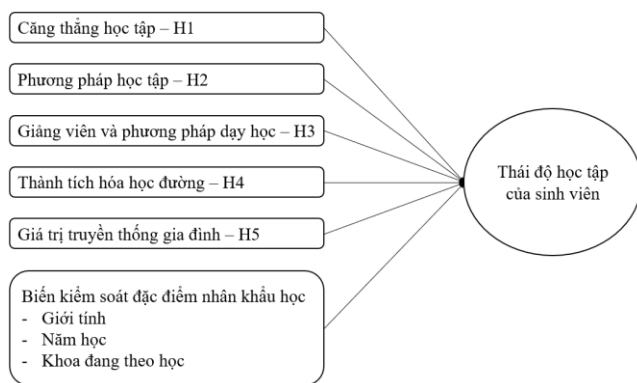 Căng thẳng học tập – H1
Phương pháp học tập – H2
Giảng viên và phương pháp dạy học – H3
Thành tích hóa học đường – H4
Giá trị truyền thống gia đình – H5
Biến kiểm soát đặc điểm nhân khẩu học
- Giới tính
- Năm học
- Khoa đang theo học
Thái độ học tập
của sinh viên